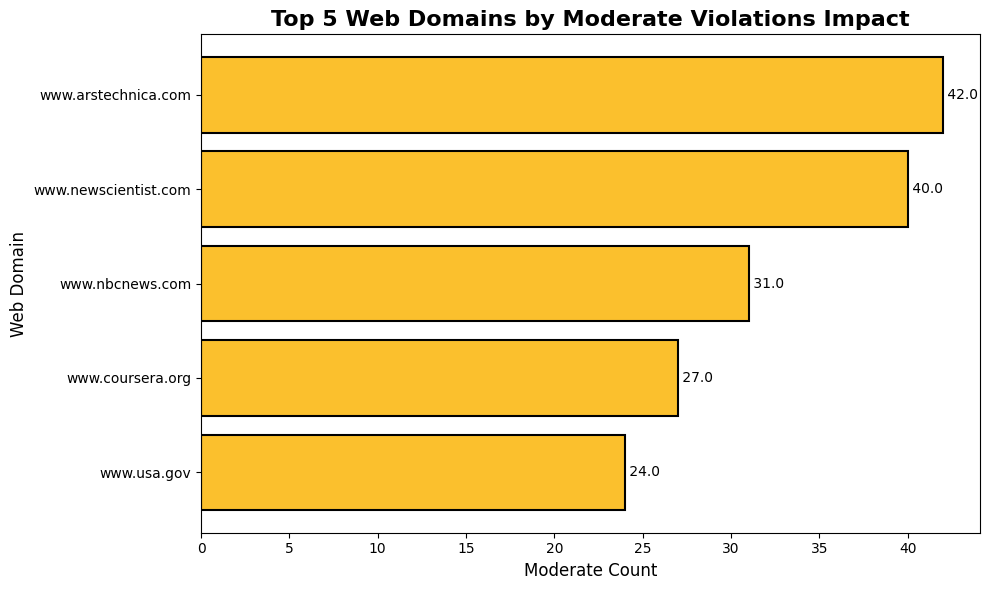 Top 5 Web Domains by Moderate Violations Impact
Web Domain
www.arstechnica.com
42.0
www.newscientist.com
40.0
www.nbcnews.com
31.0
www.coursera.org
27.0
www.usa.gov
24.0
0 5 10 15 20 25 30 35 40
Moderate Count